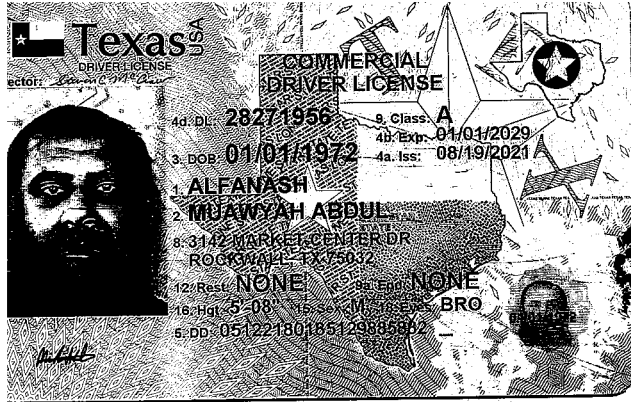 Texas USA
DRIVER LICENSE
COMMERCIAL
DRIVER LICENSE
4d. DL: 28271956
9. Class: A
4b. Exp: 01/01/2029
3. DOB: 01/01/1972
4a. Iss: 08/19/2021
1. ALFANASH
2. MUAWYAH ABDUL
8. 3142 MARKET CENTER DR
ROCKWALL TX 75032
12. Rest: NONE
9a. End: NONE
16. Hgt: 5'-08" 15. Sex: M 18. Eyes: BRO
5. DD: 05122180185129885882